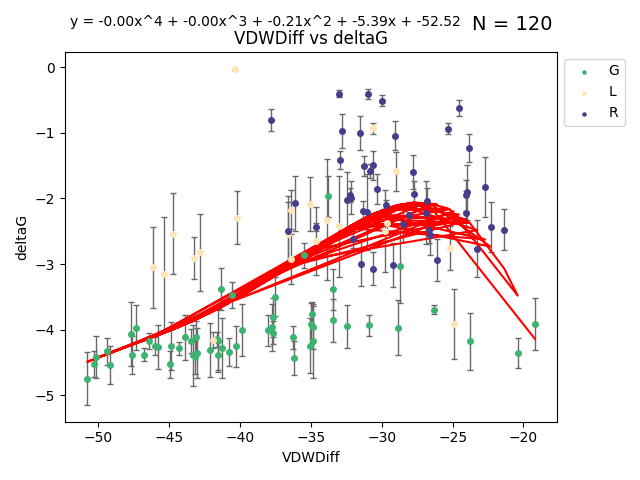 y = -0.00x^4 + -0.00x^3 + -0.21x^2 + -5.39x + -52.52 N = 120
VDWDiff vs deltaG
G
L
R
deltaG
0
−1
−2
−3
−4
−5
−50 −45 −40 −35 −30 −25 −20
VDWDiff